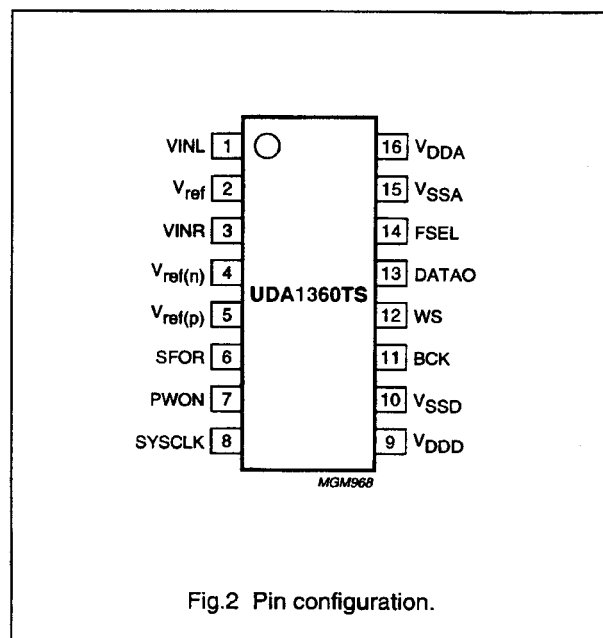 VINL 1 16 VDDA
Vref 2 15 VSSA
VINR 3 14 FSEL
Vref(n) 4 13 DATAO
UDA1360TS
Vref(p) 5 12 WS
SFOR 6 11 BCK
PWON 7 10 VSSD
SYSCLK 8 9 VDDD
MGM968
Fig.2 Pin configuration.